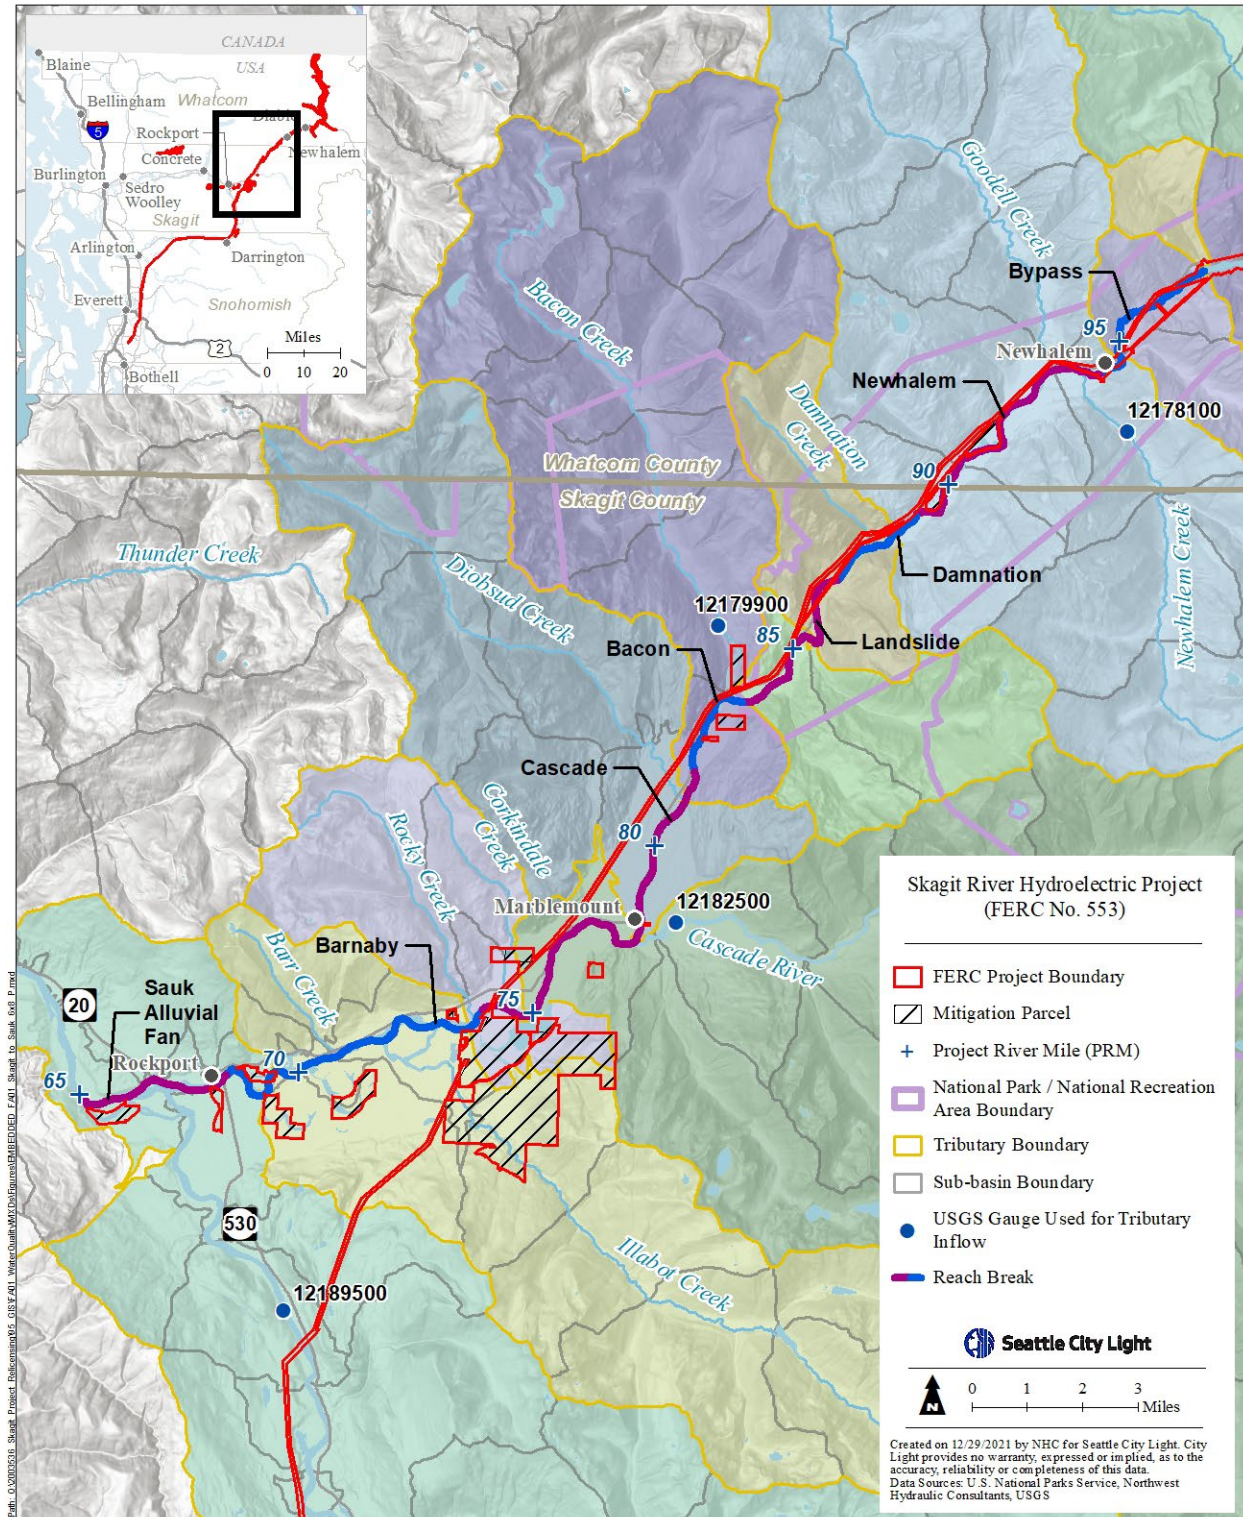 CANADA
USA
Blaine
Bellingham
Whatcom
5
Rockport
Diablo
Newhalem
Concrete
Burlington
Sedro
Woolley
Skagit
Arlington
Darrington
Everett
Snohomish
Miles
2
0 10 20
Bothell
Goodell Creek
Bypass
95
Newhalem
Bacon Creek
Newhalem
12178100
Damnation
Creek
Whatcom County
90
Skagit County
Thunder Creek
Diobsud Creek
Damnation
Newhalem Creek
12179900
85
Landslide
Bacon
Cascade
Corkindale
Creek
Rocky Creek
80
Marblemount
12182500
Cascade River
Barr Creek
Barnaby
75
Sauk
Alluvial
Fan
20
Rockport
70
65
530
Illabot Creek
12189500
Skagit River Hydroelectric Project
(FERC No. 553)
FERC Project Boundary
Mitigation Parcel
Project River Mile (PRM)
National Park / National Recreation
Area Boundary
Tributary Boundary
Sub-basin Boundary
USGS Gauge Used for Tributary
Inflow
Reach Break
Seattle City Light
N
0 1 2 3
Miles
Created on 12/29/2021 by NHC for Seattle City Light. City
Light provides no warranty, expressed or implied, as to the
accuracy, reliability or completeness of this data.
Data Sources: U.S. National Parks Service, Northwest
Hydraulic Consultants, USGS